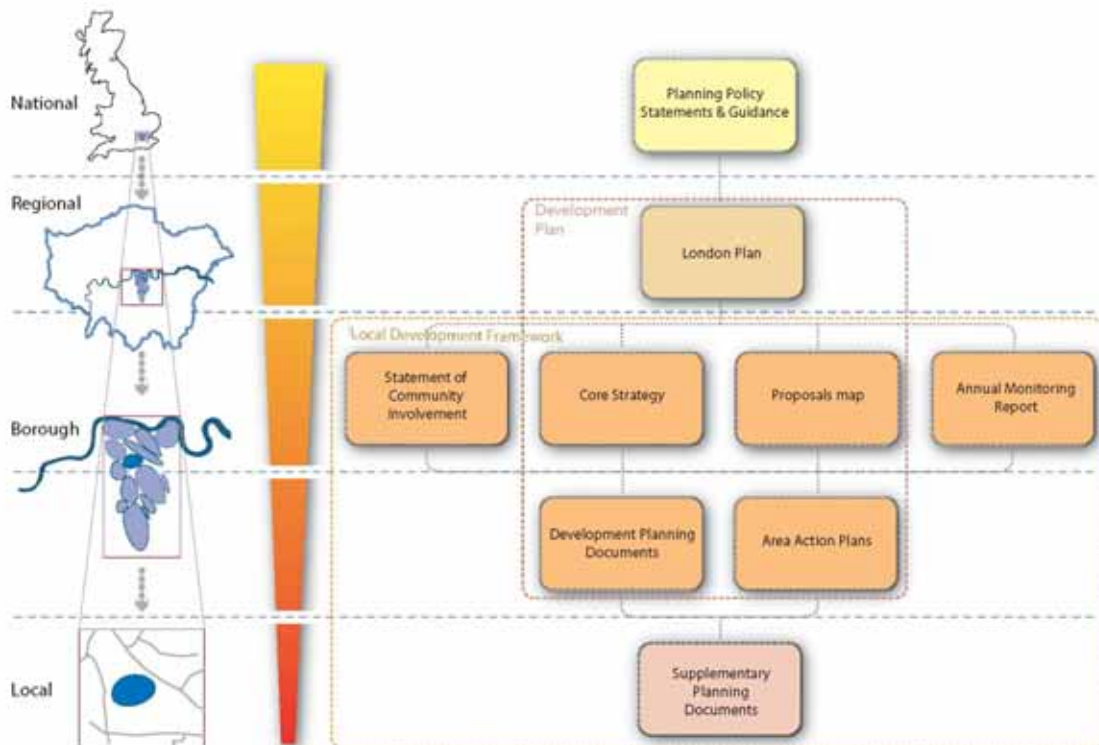 National
Planning Policy
Statements & Guidance
Regional
Development
Plan
London Plan
Local Development Framework
Statement of
Community
Involvement
Core Strategy
Proposals map
Annual Monitoring
Report
Borough
Development Planning
Documents
Area Action Plans
Local
Supplementary
Planning
Documents